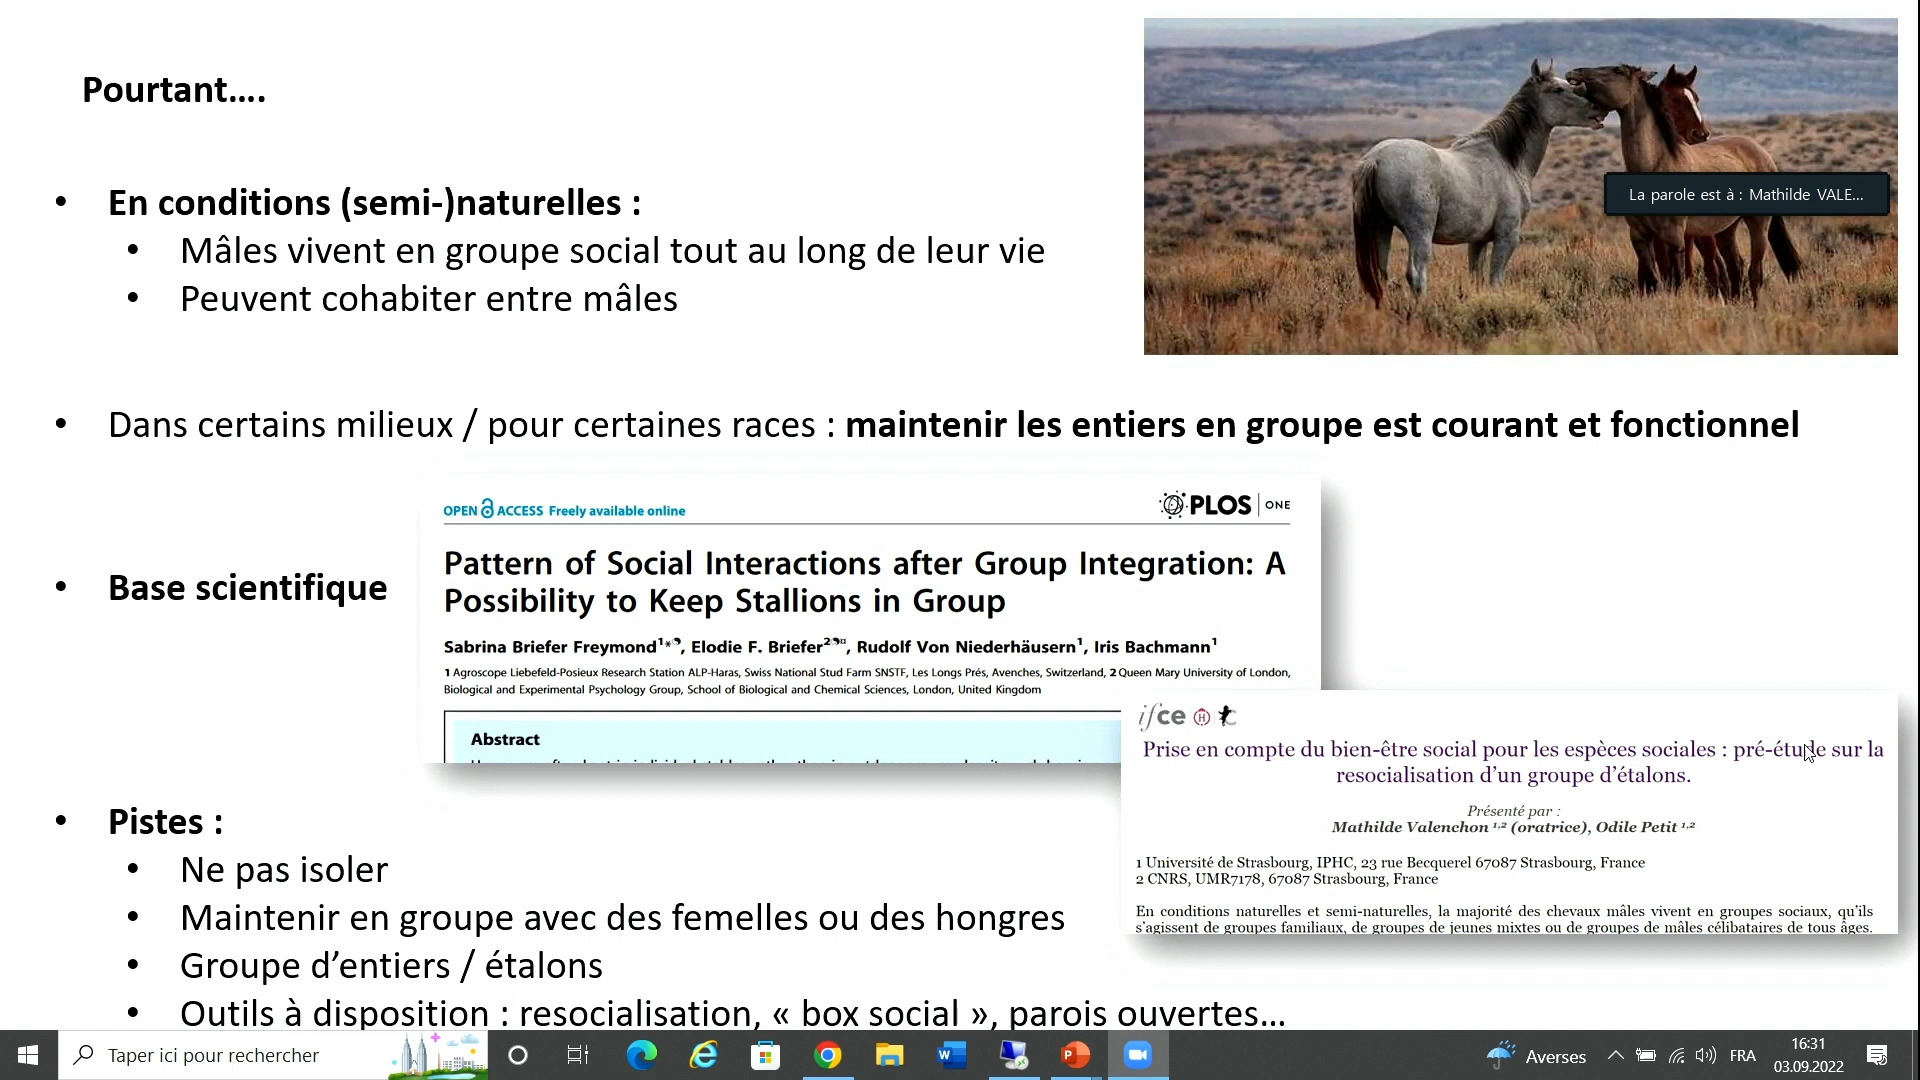 Pourtant….
La parole est à : Mathilde VALE...
• En conditions (semi-)naturelles :
• Mâles vivent en groupe social tout au long de leur vie
• Peuvent cohabiter entre mâles
• Dans certains milieux / pour certaines races : maintenir les entiers en groupe est courant et fonctionnel
OPEN ACCESS Freely available online
PLOS ONE
Pattern of Social Interactions after Group Integration: A
Possibility to Keep Stallions in Group
• Base scientifique
Sabrina Briefer Freymond1*, Elodie F. Briefer2, Rudolf Von Niederhäusern1, Iris Bachmann1
1 Agroscope Liebefeld-Posieux Research Station ALP-Haras, Swiss National Stud Farm SNSTF, Les Longs Prés, Avenches, Switzerland, 2 Queen Mary University of London,
Biological and Experimental Psychology Group, School of Biological and Chemical Sciences, London, United Kingdom
Abstract
ifce
Prise en compte du bien-être social pour les espèces sociales : pré-étude sur la
resocialisation d’un groupe d’étalons.
Présenté par :
Mathilde Valenchon 1,2 (oratrice), Odile Petit 1,2
1 Université de Strasbourg, IPHC, 23 rue Becquerel 67087 Strasbourg, France
2 CNRS, UMR7178, 67087 Strasbourg, France
En conditions naturelles et semi-naturelles, la majorité des chevaux mâles vivent en groupes sociaux, qu’ils
s’agissent de groupes familiaux, de groupes de jeunes mixtes ou de groupes de mâles célibataires de tous âges.
• Pistes :
• Ne pas isoler
• Maintenir en groupe avec des femelles ou des hongres
• Groupe d’entiers / étalons
• Outils à disposition : resocialisation, « box social », parois ouvertes…
Taper ici pour rechercher
Averses
FRA
16:31
03.09.2022